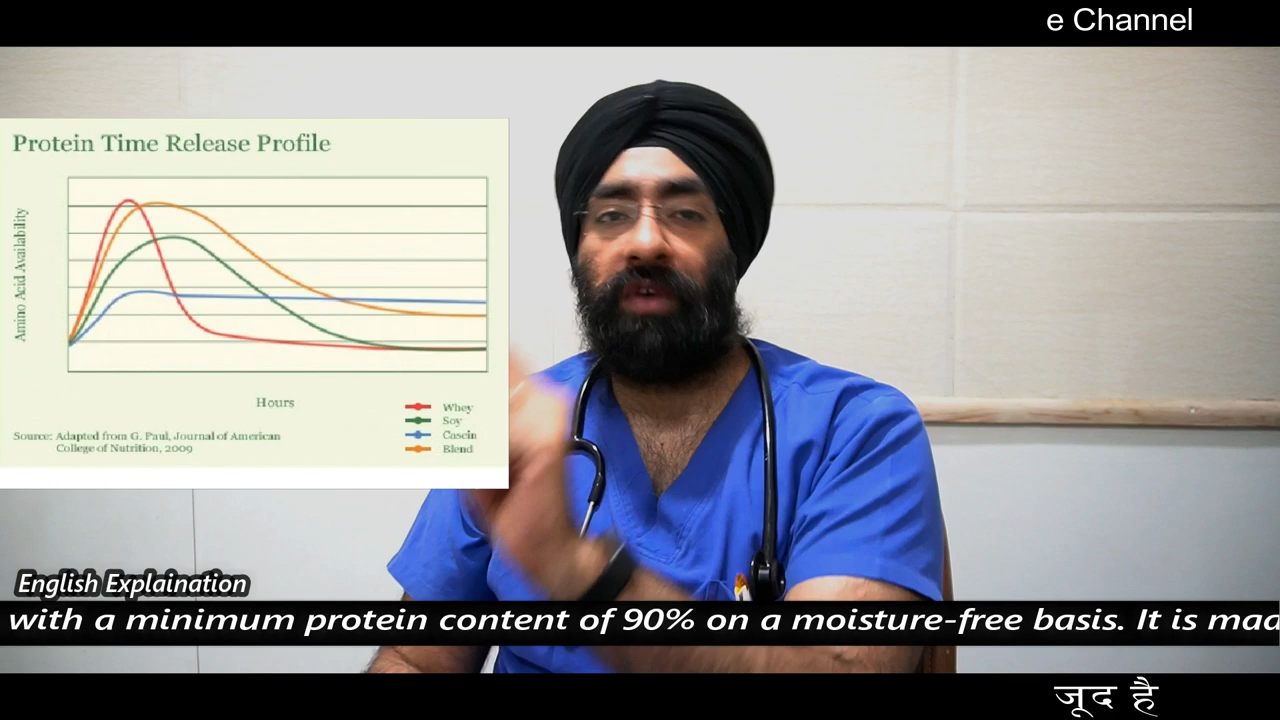 e Channel
Protein Time Release Profile
Amino Acid Availability
Hours
Whey
Soy
Casein
Blend
Source: Adapted from G. Paul, Journal of American
College of Nutrition, 2009
English Explaination
with a minimum protein content of 90% on a moisture-free basis. It is mad
जूद है